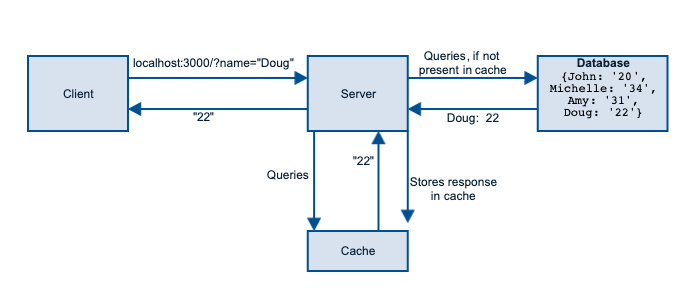 localhost:3000/?name="Doug"
Client
"22"
Server
Queries, if not
present in cache
Doug: 22
Database
{John: '20',
Michelle: '34',
Amy: '31',
Doug: '22'}
Queries
"22"
Stores response
in cache
Cache